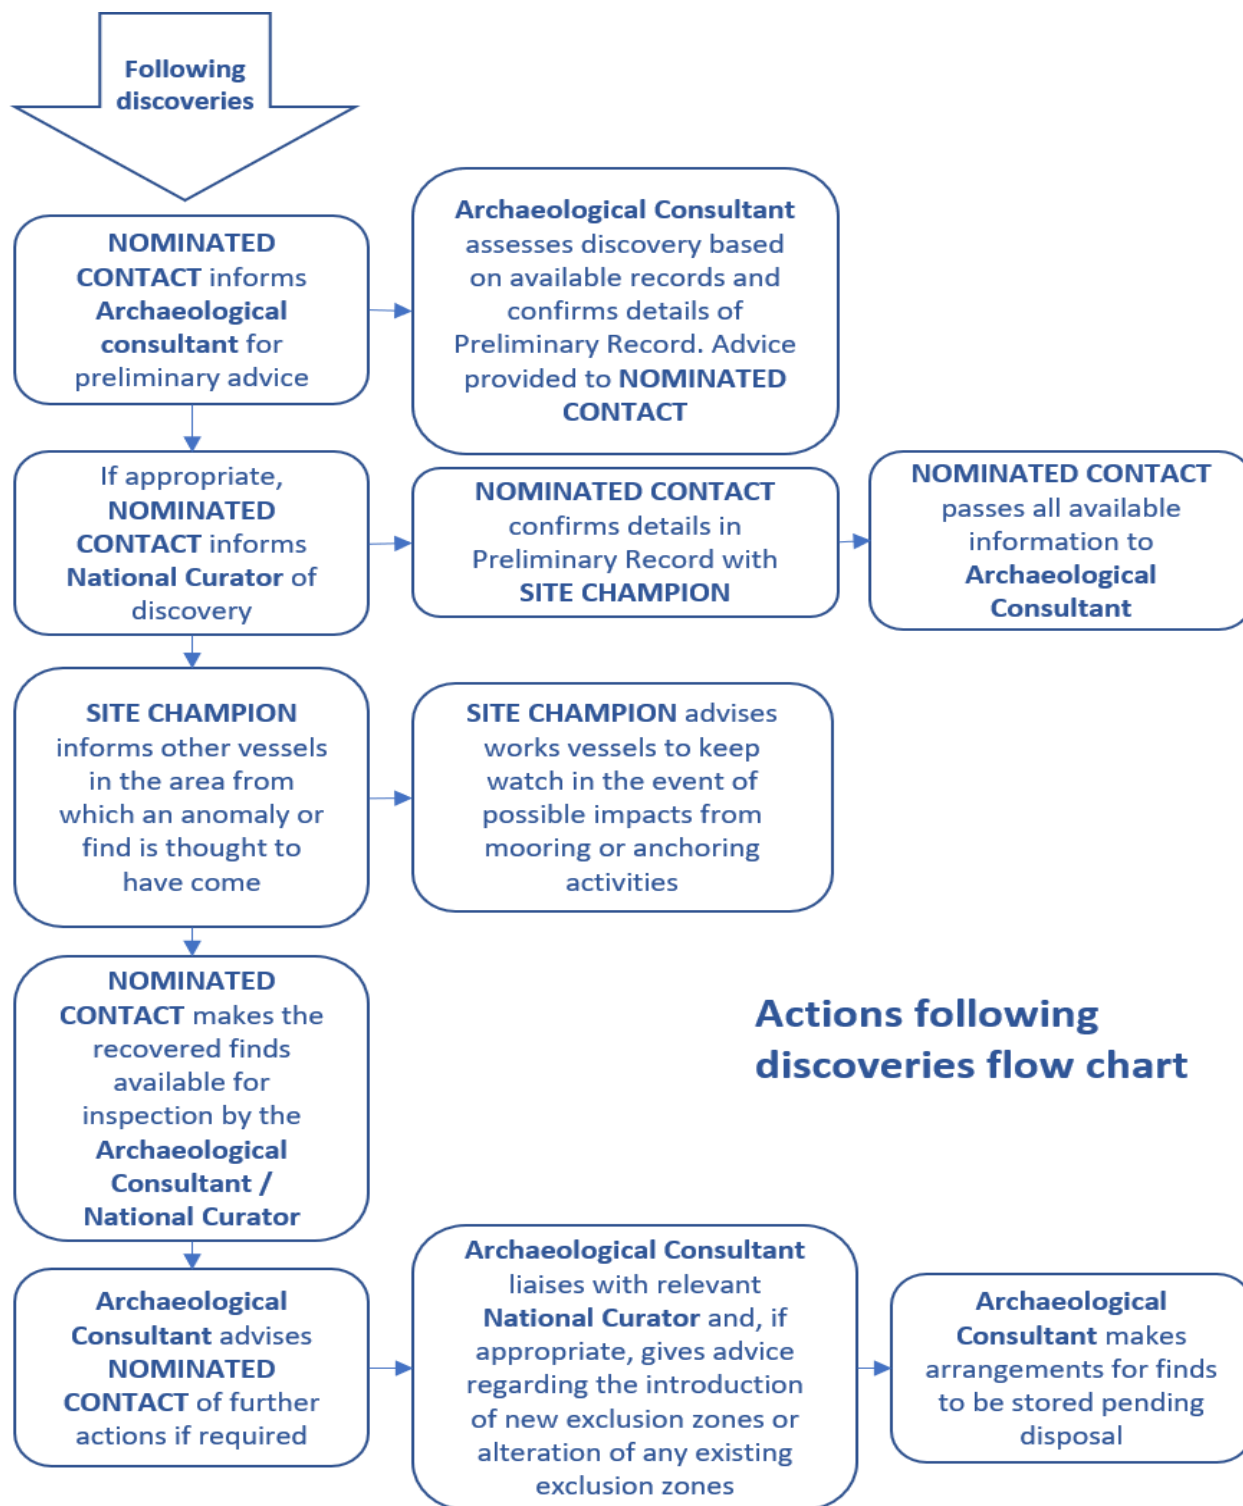 Following
discoveries
NOMINATED
CONTACT informs
Archaeological
consultant for
preliminary advice
Archaeological Consultant
assesses discovery based
on available records and
confirms details of
Preliminary Record. Advice
provided to NOMINATED
CONTACT
If appropriate,
NOMINATED
CONTACT informs
National Curator of
discovery
NOMINATED CONTACT
confirms details in
Preliminary Record with
SITE CHAMPION
NOMINATED CONTACT
passes all available
information to
Archaeological
Consultant
SITE CHAMPION
informs other vessels
in the area from
which an anomaly or
find is thought to
have come
SITE CHAMPION advises
works vessels to keep
watch in the event of
possible impacts from
mooring or anchoring
activities
NOMINATED
CONTACT makes the
recovered finds
available for
inspection by the
Archaeological
Consultant /
National Curator
Actions following
discoveries flow chart
Archaeological
Consultant advises
NOMINATED
CONTACT of further
actions if required
Archaeological Consultant
liaises with relevant
National Curator and, if
appropriate, gives advice
regarding the introduction
of new exclusion zones or
alteration of any existing
exclusion zones
Archaeological
Consultant makes
arrangements for finds
to be stored pending
disposal